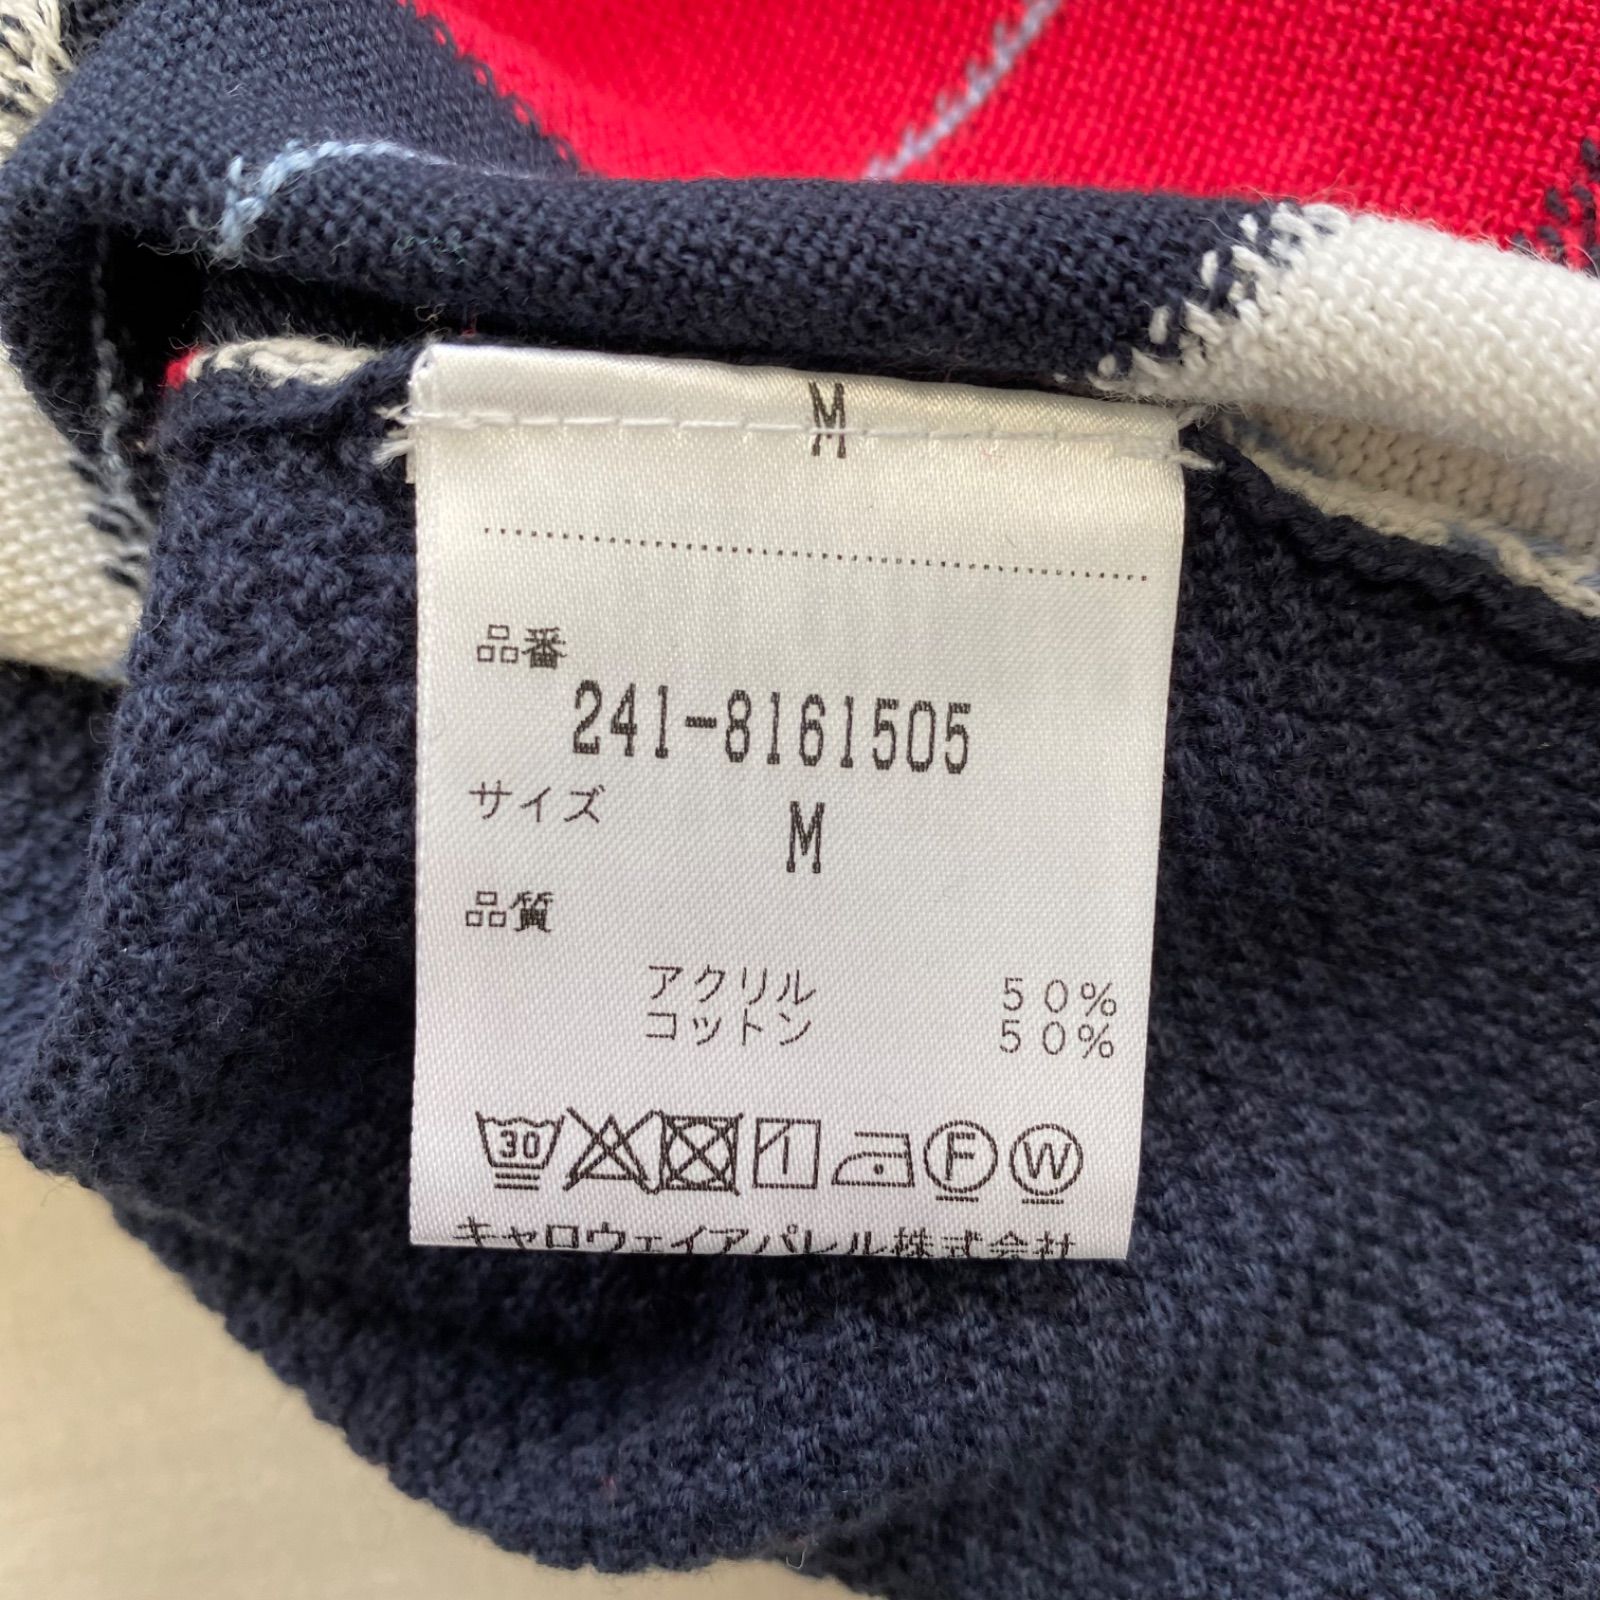 M
品番
241-8161505
サイズ
M
品質
アクリル 50%
コットン 50%
30 F W
キャロウェイアパレル株式会社